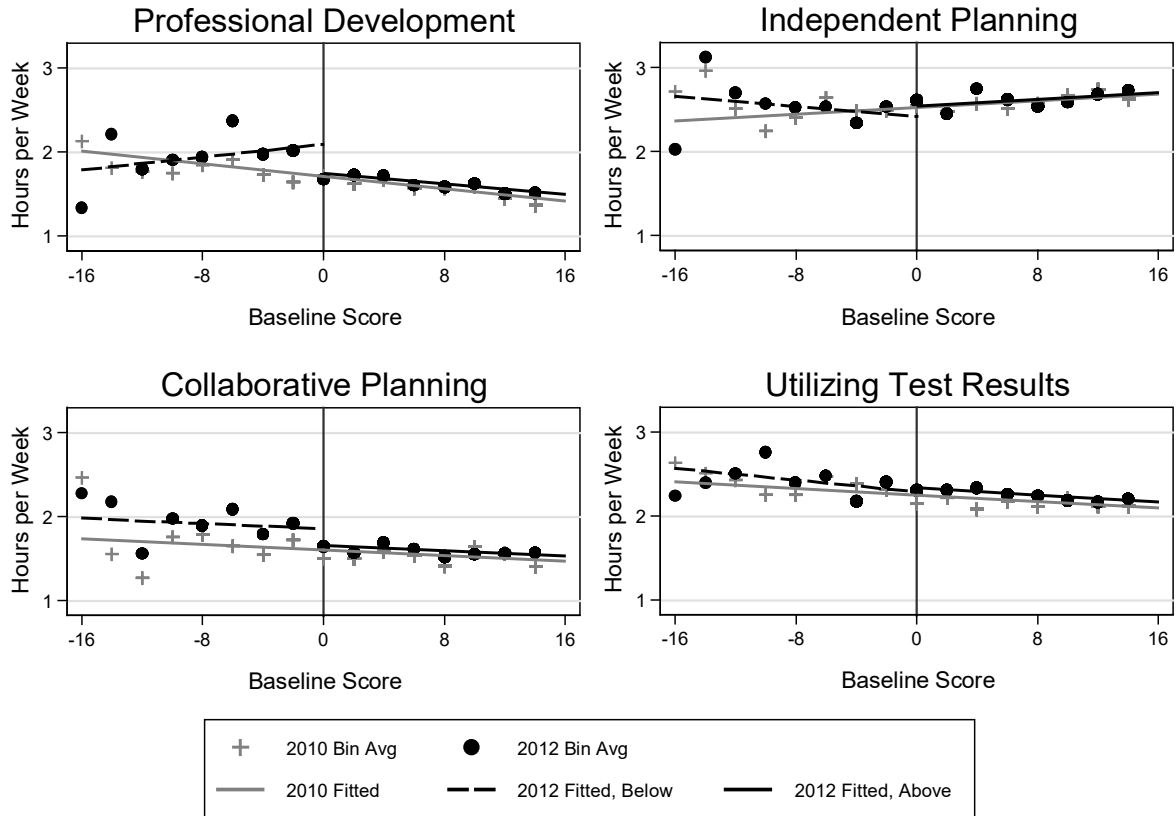 Professional Development
Independent Planning
Hours per Week
3
2
1
-16 -8 0 8 16
Baseline Score
Hours per Week
3
2
1
-16 -8 0 8 16
Baseline Score
Collaborative Planning
Utilizing Test Results
Hours per Week
3
2
1
-16 -8 0 8 16
Baseline Score
Hours per Week
3
2
1
-16 -8 0 8 16
Baseline Score
2010 Bin Avg 2012 Bin Avg
2010 Fitted 2012 Fitted, Below 2012 Fitted, Above